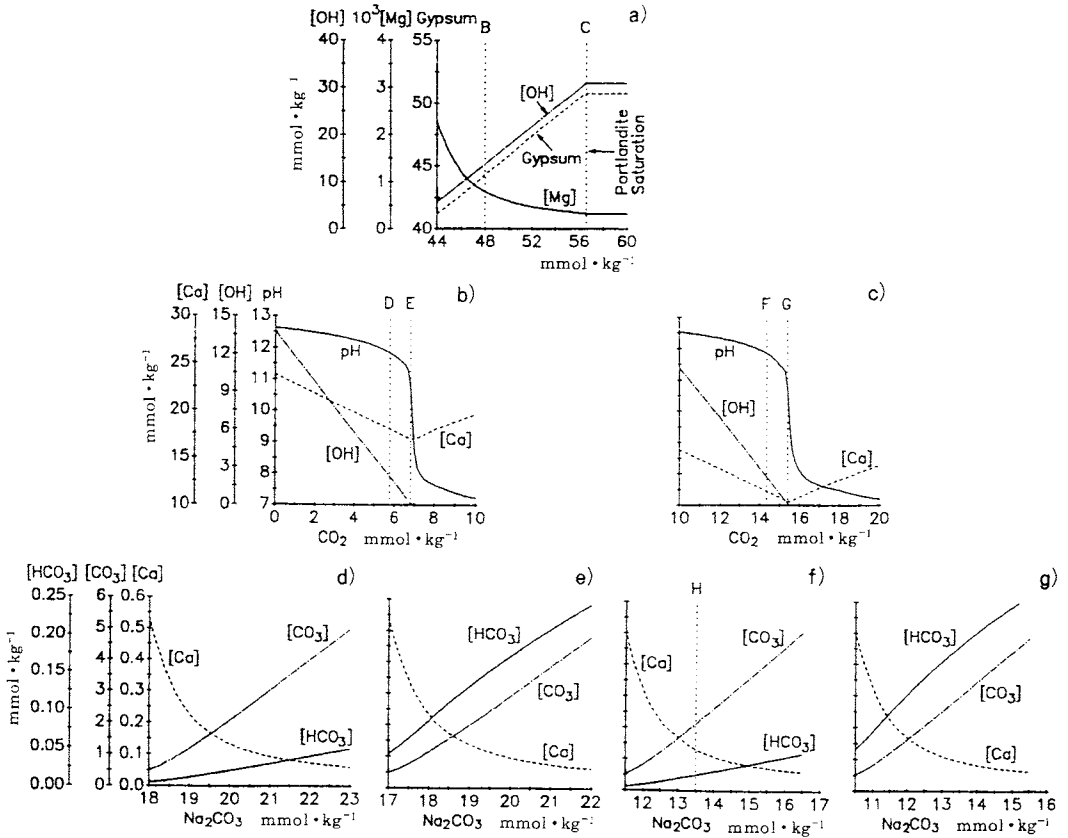 a)
[OH] 10³[Mg] Gypsum
B
C
40
4
55
30
3
50
20
2
10
1
45
0
0
40
mmol · kg⁻¹
[OH]
Gypsum
[Mg]
Portlandite
Saturation
44 48 52 56 60
mmol · kg⁻¹
b)
[Ca] [OH] pH
D
E
30
15
13
12
12
25
11
9
20
10
6
9
15
3
8
10
0
7
mmol · kg⁻¹
pH
[OH]
[Ca]
0 2 4 6 8 10
CO₂ mmol · kg⁻¹
c)
F
G
pH
[OH]
[Ca]
10 12 14 16 18 20
CO₂ mmol · kg⁻¹
d)
[HCO₃] [CO₃] [Ca]
0.25
6
0.6
0.20
5
0.5
0.15
4
0.4
3
0.3
0.10
2
0.2
0.05
1
0.1
0.00
0
0.0
mmol · kg⁻¹
[Ca]
[CO₃]
[HCO₃]
18 19 20 21 22 23
Na₂CO₃ mmol · kg⁻¹
e)
[HCO₃]
[CO₃]
[Ca]
17 18 19 20 21 22
Na₂CO₃ mmol · kg⁻¹
f)
H
[Ca]
[CO₃]
[HCO₃]
12 13 14 15 16 17
Na₂CO₃ mmol · kg⁻¹
g)
[HCO₃]
[CO₃]
[Ca]
11 12 13 14 15 16
Na₂CO₃ mmol · kg⁻¹